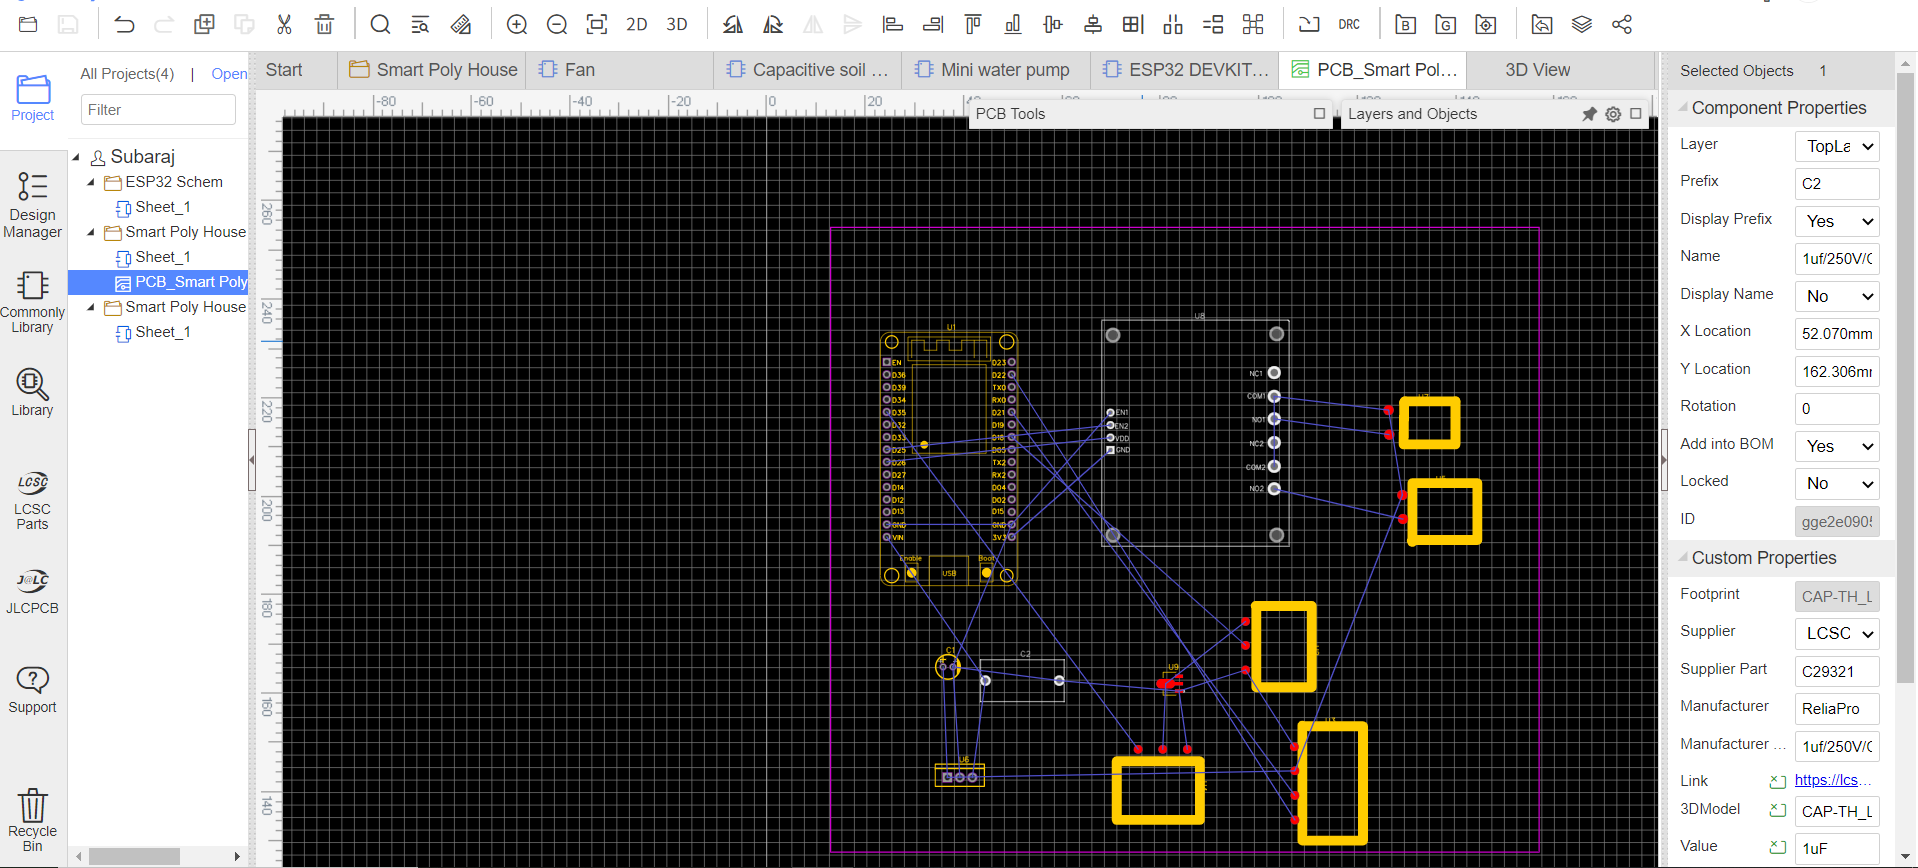 2D
3D
DRC
B
G
Project
Design
Manager
Commonly
Library
Library
LCSC
LCSC
Parts
J@LC
JLCPCB
Support
Recycle
Bin
All Projects(4) | Open
Filter
Subaraj
ESP32 Schem
Sheet_1
Smart Poly House
Sheet_1
PCB_Smart Poly
Smart Poly House
Sheet_1
Start
Smart Poly House
Fan
Capacitive soil ...
Mini water pump
ESP32 DEVKIT...
PCB_Smart Pol...
3D View
-80
-60
-40
-20
0
20
PCB Tools
Layers and Objects
260
240
220
200
180
160
140
U1
EN
D36
D39
D34
D35
D32
D33
D25
D26
D27
D14
D12
D13
GND
VIN
D23
D22
TX0
RX0
D21
D19
D18
D05
TX2
RX2
D04
D02
D15
GND
3V3
Enable
USB
Boot
U8
EN1
EN2
VDD
GND
NC1
COM1
NO1
NC2
COM2
NO2
C1
C2
U9
U6
Selected Objects 1
Component Properties
Layer TopLa
Prefix C2
Display Prefix Yes
Name 1uf/250V/C
Display Name No
X Location 52.070mm
Y Location 162.306mr
Rotation 0
Add into BOM Yes
Locked No
ID gge2e0905
Custom Properties
Footprint CAP-TH_L
Supplier LCSC
Supplier Part C29321
Manufacturer ReliaPro
Manufacturer ... 1uf/250V/C
Link https://lcs...
3DModel CAP-TH_L
Value 1uF